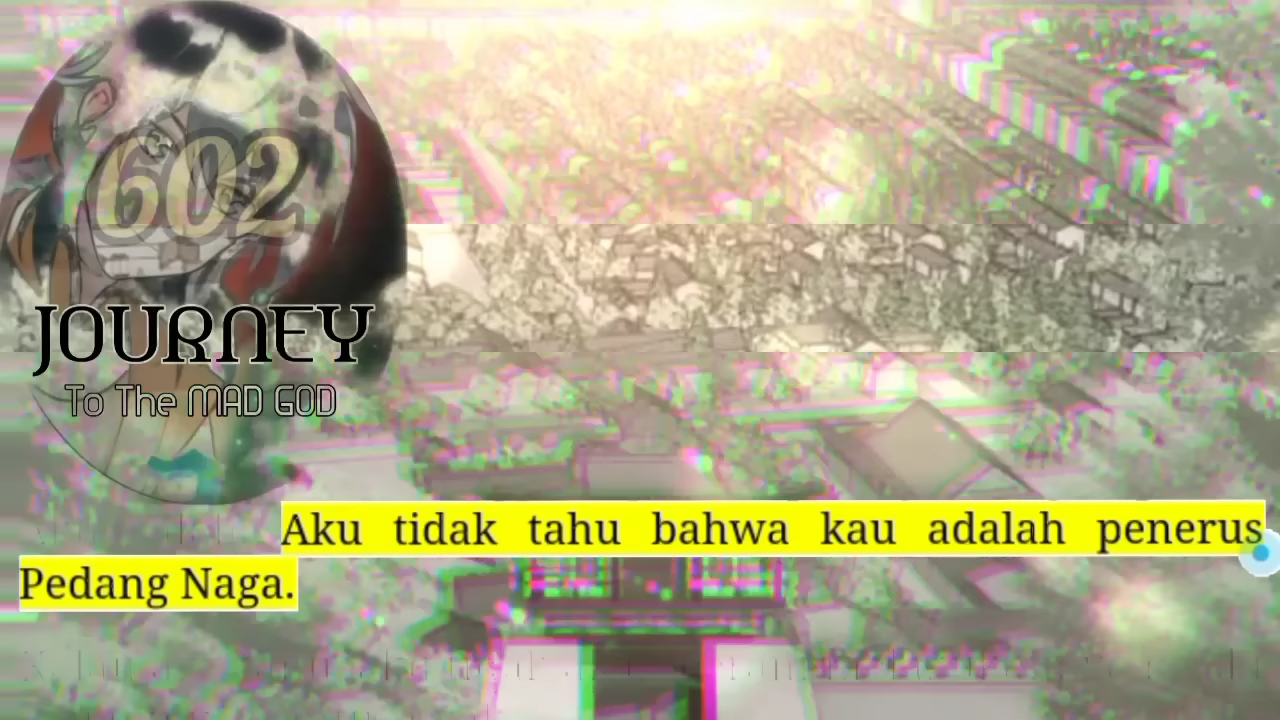 602
JOURNEY
To The MAD GOD
Aku tidak tahu bahwa kau adalah penerus
Pedang Naga.